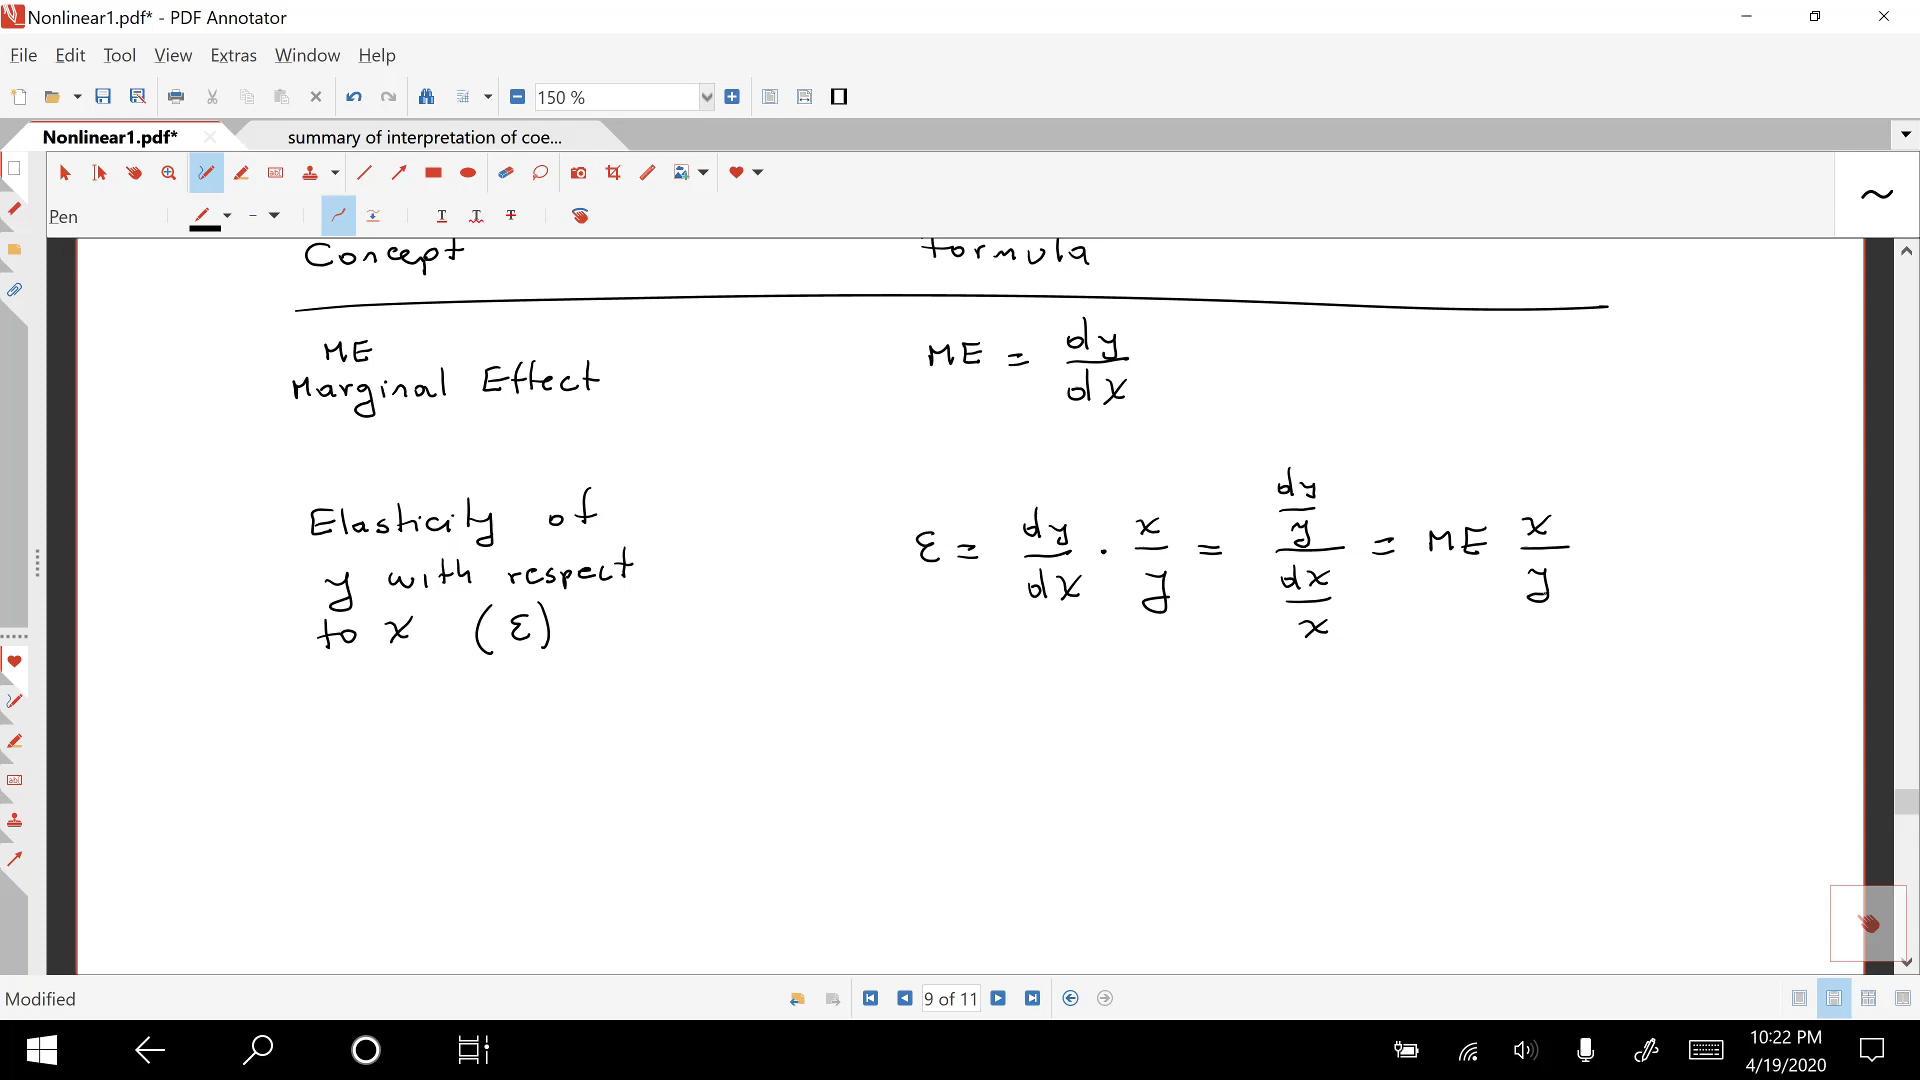 Nonlinear1.pdf* - PDF Annotator
File Edit Tool View Extras Window Help
150 %
Nonlinear1.pdf* summary of interpretation of coe...
Pen
Concept formula
ME
Marginal Effect ME = dy/dx
Elasticity of
y with respect
to x (ε)
ε = dy/dx · x/y = (dy/y)/(dx/x) = ME x/y
Modified 9 of 11
10:22 PM
4/19/2020